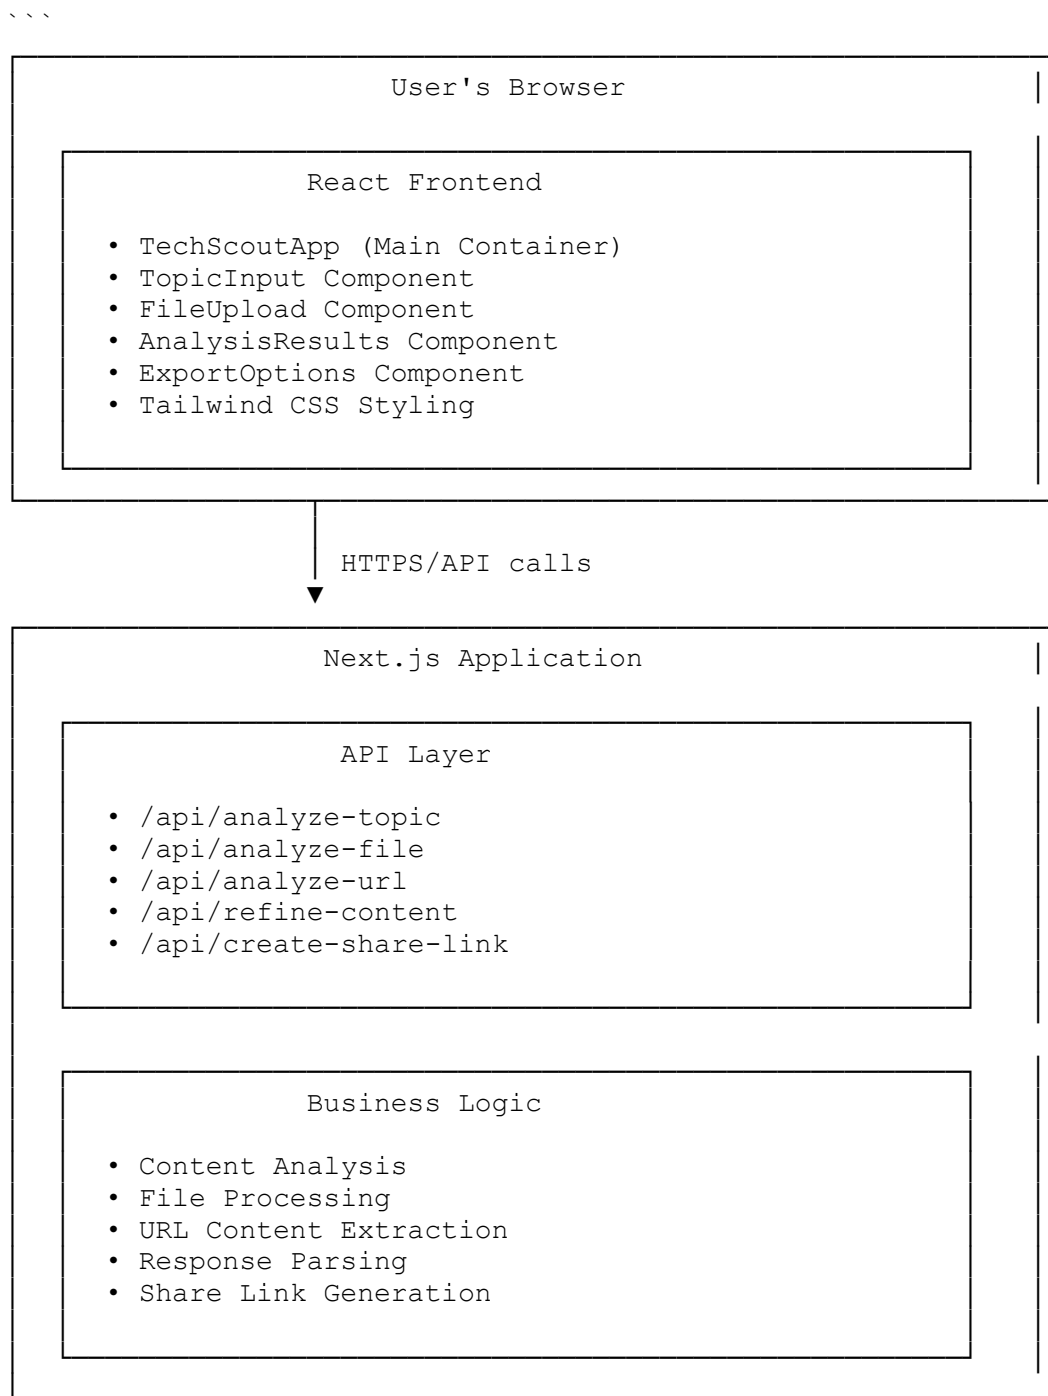 ```
User's Browser
React Frontend
• TechScoutApp (Main Container)
• TopicInput Component
• FileUpload Component
• AnalysisResults Component
• ExportOptions Component
• Tailwind CSS Styling
HTTPS/API calls
Next.js Application
API Layer
• /api/analyze-topic
• /api/analyze-file
• /api/analyze-url
• /api/refine-content
• /api/create-share-link
Business Logic
• Content Analysis
• File Processing
• URL Content Extraction
• Response Parsing
• Share Link Generation